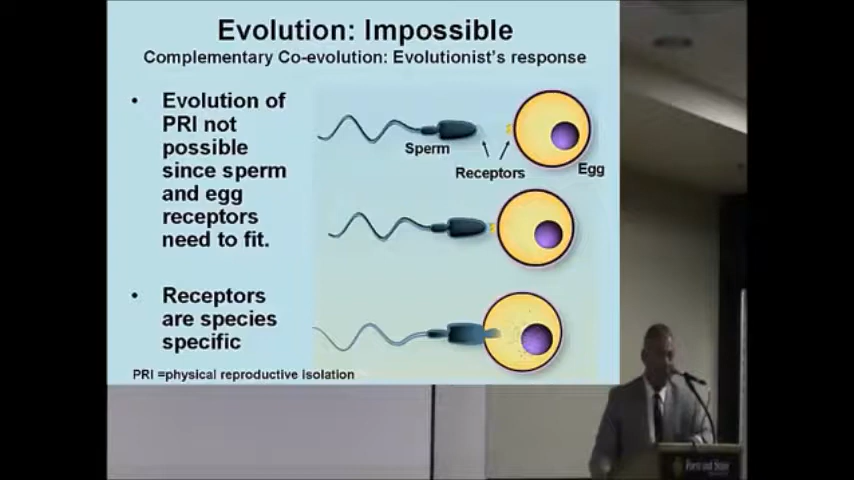 Evolution: Impossible
Complementary Co-evolution: Evolutionist's response
• Evolution of
PRI not
possible
since sperm
and egg
receptors
need to fit.
• Receptors
are species
specific
Sperm
Receptors
Egg
PRI =physical reproductive isolation